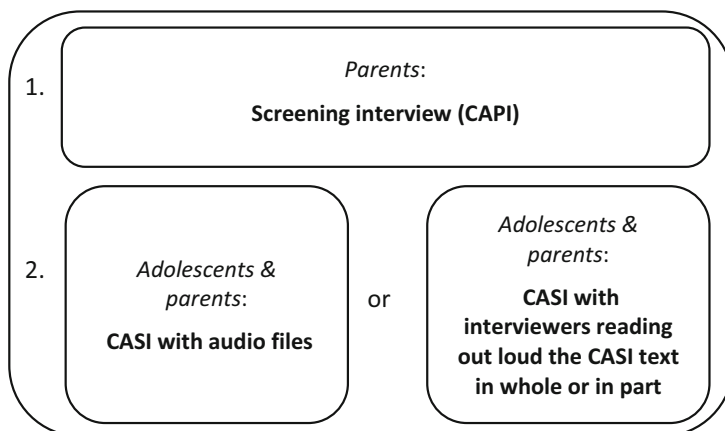 1.
Parents:
Screening interview (CAPI)
2.
Adolescents &
parents:
CASI with audio files
or
Adolescents &
parents:
CASI with
interviewers reading
out loud the CASI text
in whole or in part